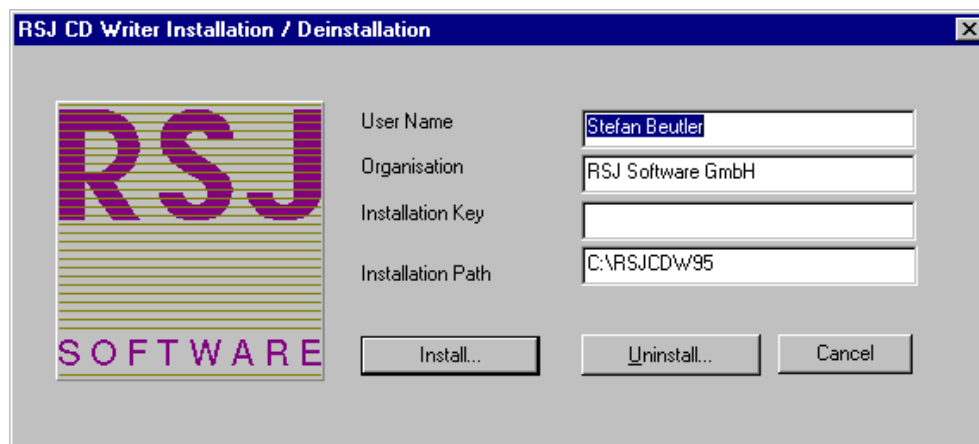 RSJ CD Writer Installation / Deinstallation
RSJ
SOFTWARE
User Name
Stefan Beutler
Organisation
RSJ Software GmbH
Installation Key
Installation Path
C:\RSJCDW95
Install...
Uninstall...
Cancel